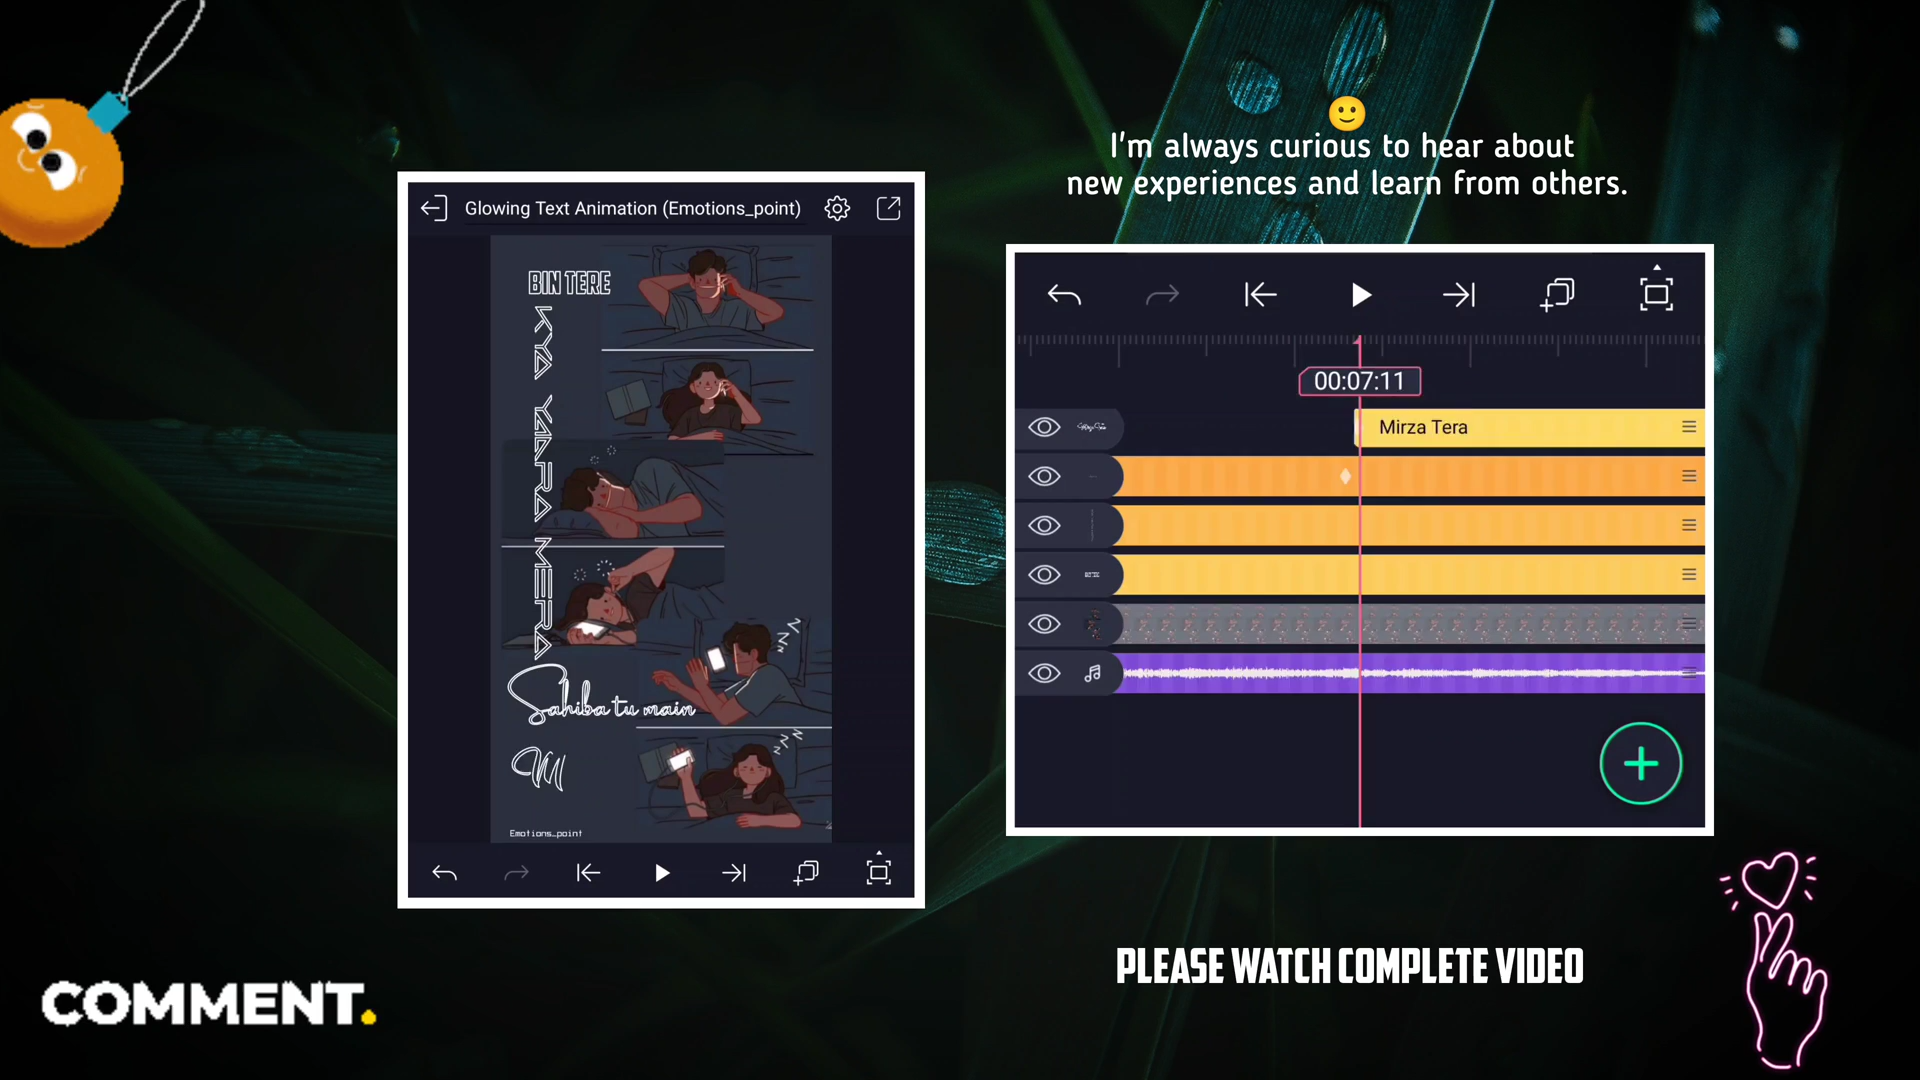 Glowing Text Animation (Emotions_point)
BIN TERE
KYA YAARA MERA
Sahiba tu main
M
Emotions_point
🙂
I'm always curious to hear about
new experiences and learn from others.
00:07:11
Mirza Tera
PLEASE WATCH COMPLETE VIDEO
COMMENT.